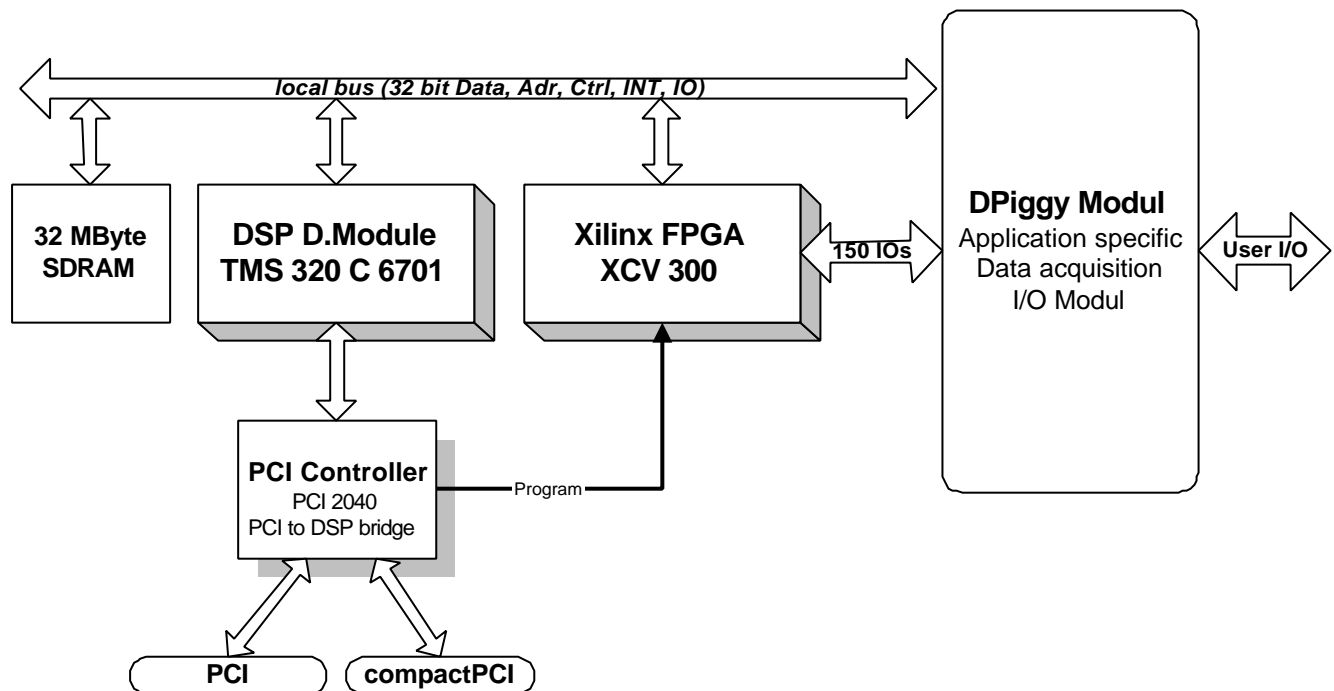 local bus (32 bit Data, Adr, Ctrl, INT, IO)
32 MByte
SDRAM
DSP D.Module
TMS 320 C 6701
Xilinx FPGA
XCV 300
150 IOs
DPiggy Modul
Application specific
Data acquisition
I/O Modul
User I/O
PCI Controller
PCI 2040
PCI to DSP bridge
Program
PCI
compactPCI